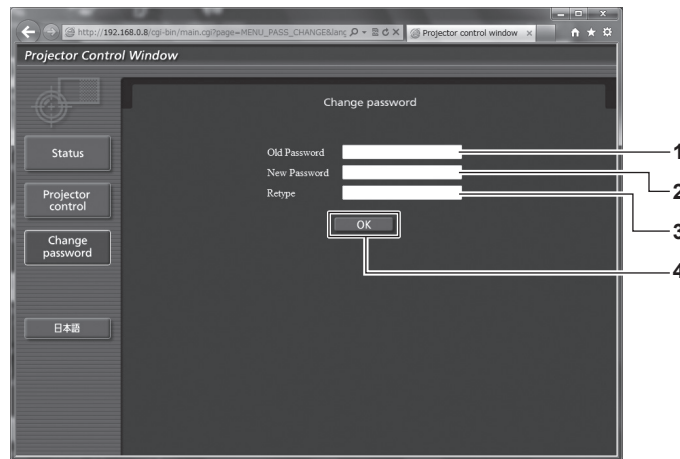 http://192.168.0.8/cgi-bin/main.cgi?page=MENU_PASS_CHANGE&lang
Projector control window
Projector Control Window
Change password
Status
Projector
control
Change
password
日本語
Old Password
New Password
Retype
OK
1
2
3
4